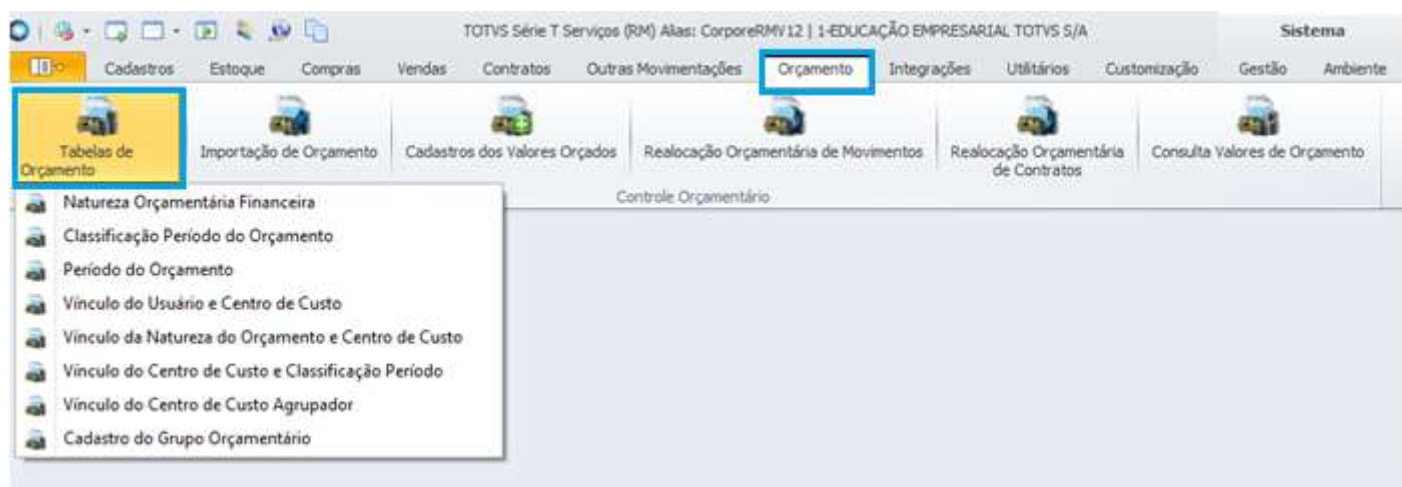 TOTVS Série T Serviços (RM) Alias: CorporeRMV12 | 1-EDUCAÇÃO EMPRESARIAL TOTVS S/A Sistema
Cadastros Estoque Compras Vendas Contratos Outras Movimentações Orçamento Integrações Utilitários Customização Gestão Ambiente
Tabelas de Importação de Orçamento Cadastros dos Valores Orçados Realocação Orçamentária de Movimentos Realocação Orçamentária Consulta Valores de Orçamento
Orçamento de Contratos
Controle Orçamentário
Natureza Orçamentária Financeira
Classificação Período do Orçamento
Período do Orçamento
Vínculo do Usuário e Centro de Custo
Vínculo da Natureza do Orçamento e Centro de Custo
Vínculo do Centro de Custo e Classificação Período
Vínculo do Centro de Custo Agrupador
Cadastro do Grupo Orçamentário